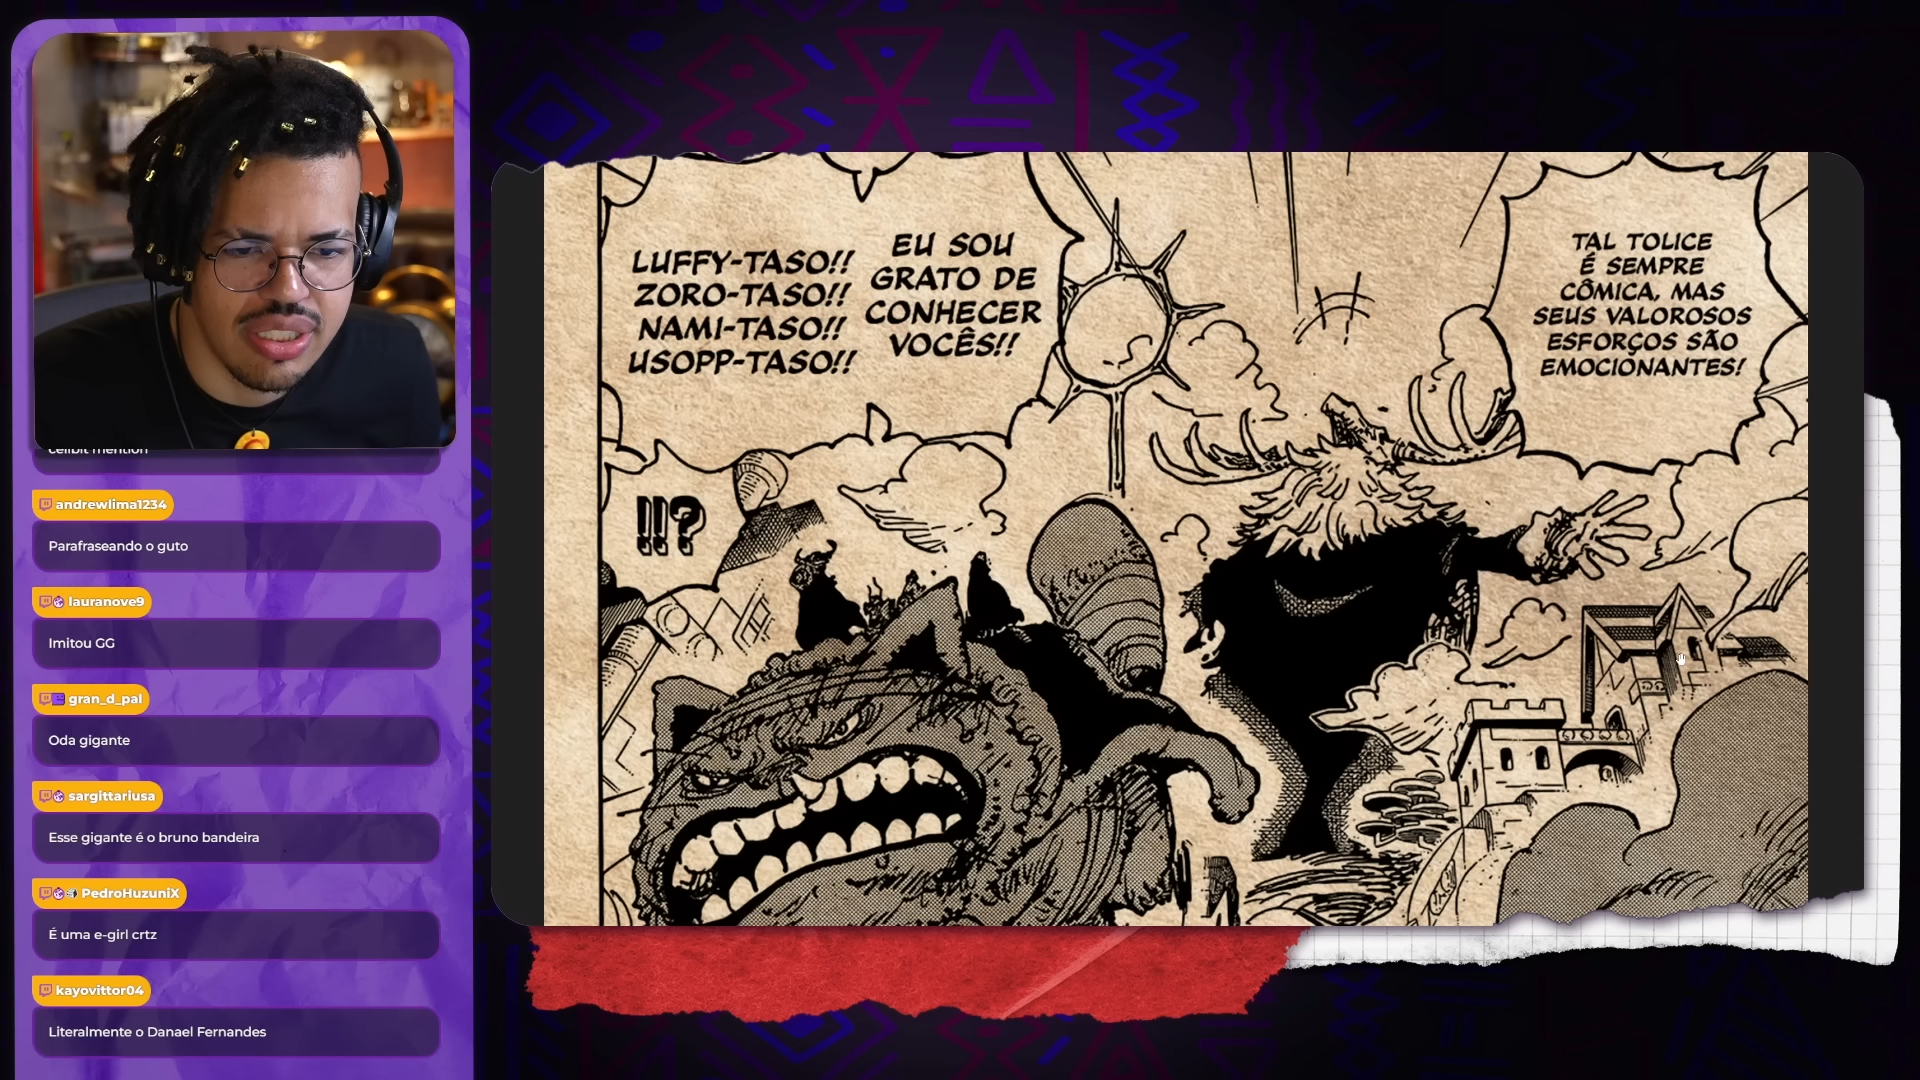 cellbit mention
andrewlima1234
Parafraseando o guto
lauranove9
Imitou GG
gran_d_pal
Oda gigante
sargittariusa
Esse gigante é o bruno bandeira
PedroHuzuniX
É uma e-girl crtz
kayovittor04
Literalmente o Danael Fernandes
TAL TOLICE
É SEMPRE
CÔMICA, MAS
SEUS VALOROSOS
ESFORÇOS SÃO
EMOCIONANTES!
EU SOU
GRATO DE
CONHECER
VOCÊS!!
LUFFY-TASO!!
ZORO-TASO!!
NAMI-TASO!!
USOPP-TASO!!
!!?